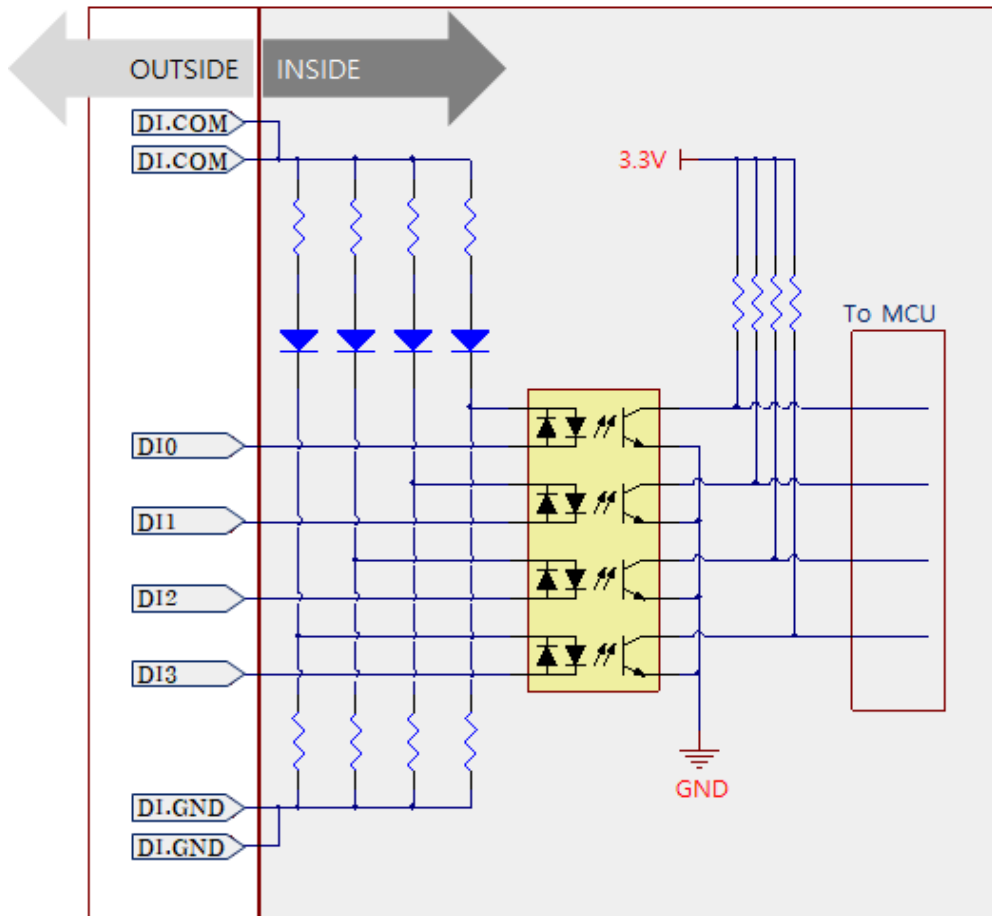 OUTSIDE INSIDE
DI.COM
DI.COM
3.3V
To MCU
DI0
DI1
DI2
DI3
GND
DI.GND
DI.GND